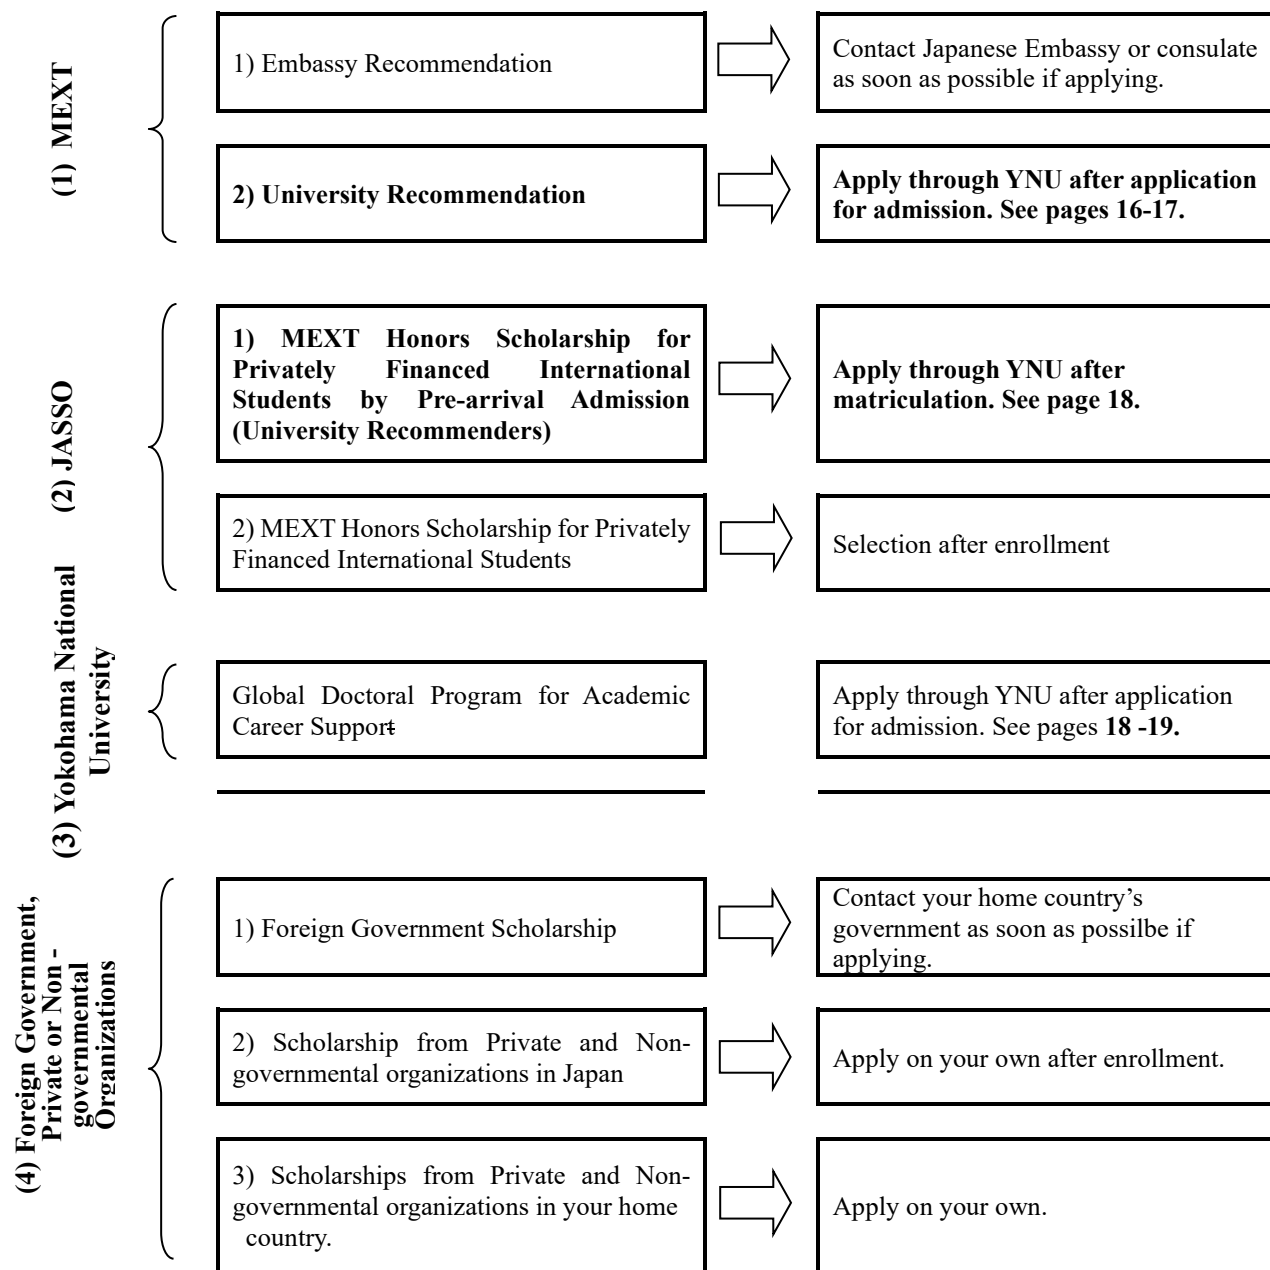 (1) MEXT
1) Embassy Recommendation
Contact Japanese Embassy or consulate
as soon as possible if applying.
2) University Recommendation
Apply through YNU after application
for admission. See pages 16-17.
(2) JASSO
1) MEXT Honors Scholarship for
Privately Financed International
Students by Pre-arrival Admission
(University Recommenders)
Apply through YNU after
matriculation. See page 18.
2) MEXT Honors Scholarship for Privately
Financed International Students
Selection after enrollment
(3) Yokohama National
University
Global Doctoral Program for Academic
Career Support
Apply through YNU after application
for admission. See pages 18 -19.
(4) Foreign Government,
Private or Non -
governmental
Organizations
1) Foreign Government Scholarship
Contact your home country’s
government as soon as possilbe if
applying.
2) Scholarship from Private and Non-
governmental organizations in Japan
Apply on your own after enrollment.
3) Scholarships from Private and Non-
governmental organizations in your home
country.
Apply on your own.